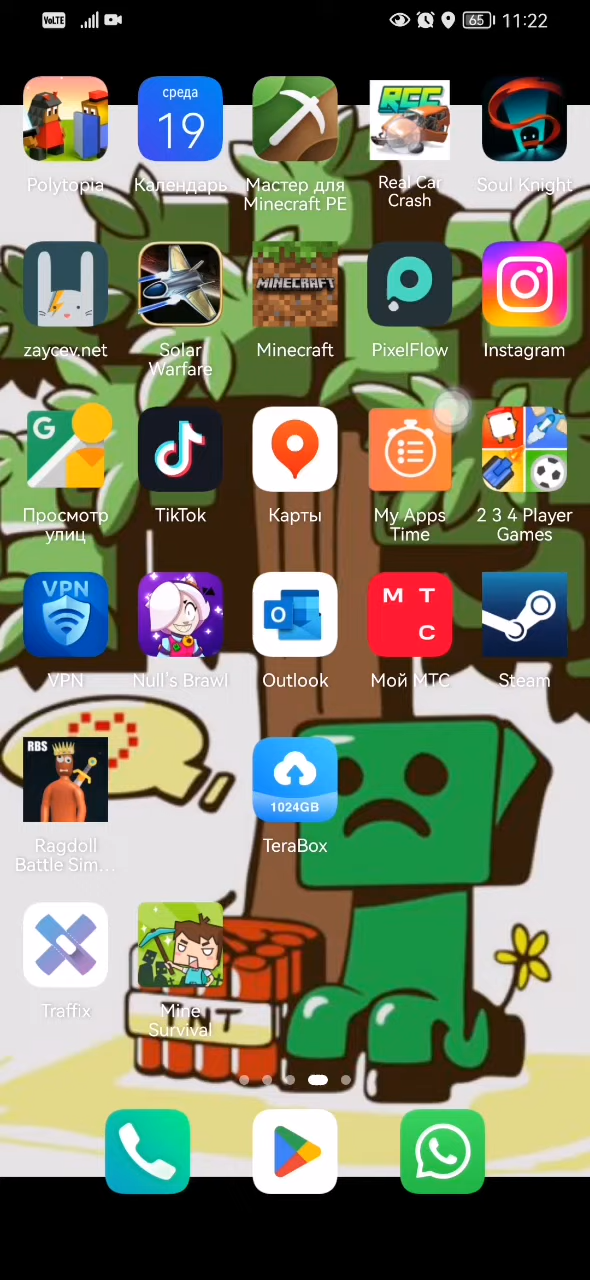 VoLTE 65 11:22
среда
19
RCC
Polytopia Календарь Мастер для Minecraft PE Real Car Crash Soul Knight
MINECRAFT
zaycev.net Solar Warfare Minecraft PixelFlow Instagram
G
Просмотр улиц TikTok Карты My Apps Time 2 3 4 Player Games
VPN
O
М Т С
VPN Null's Brawl Outlook Мой МТС Steam
RBS
1024GB
Ragdoll Battle Sim... TeraBox
Traffix Mine Survival